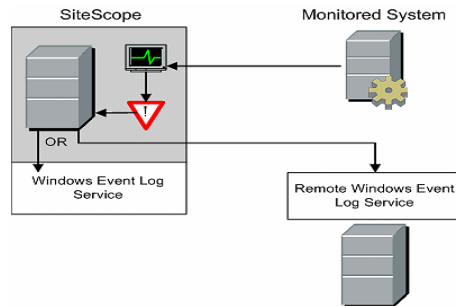 SiteScope
Monitored System
!
OR
Windows Event Log
Service
Remote Windows Event
Log Service